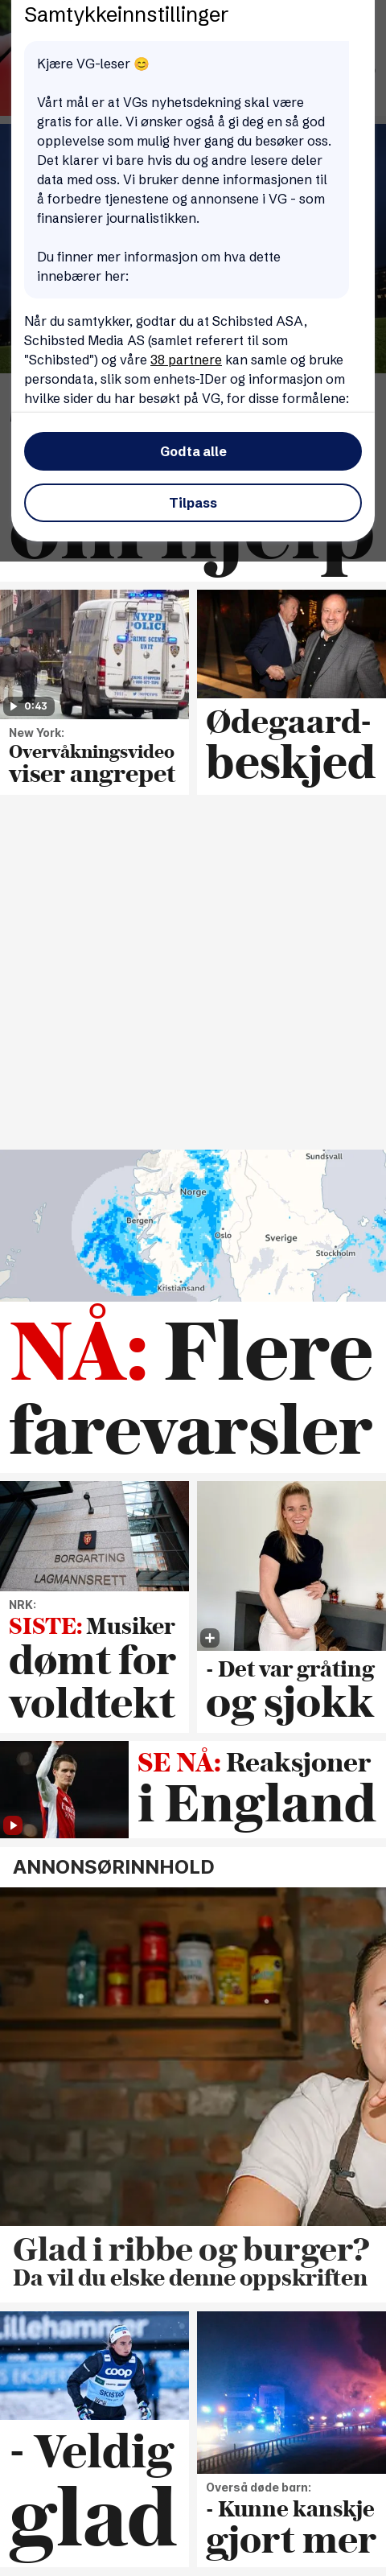 Samtykkeinnstillinger
Kjære VG-leser 😊
Vårt mål er at VGs nyhetsdekning skal være
gratis for alle. Vi ønsker også å gi deg en så god
opplevelse som mulig hver gang du besøker oss.
Det klarer vi bare hvis du og andre lesere deler
data med oss. Vi bruker denne informasjonen til
å forbedre tjenestene og annonsene i VG - som
finansierer journalistikken.
Du finner mer informasjon om hva dette
innebærer her:
Når du samtykker, godtar du at Schibsted ASA,
Schibsted Media AS (samlet referert til som
"Schibsted") og våre 38 partnere kan samle og bruke
persondata, slik som enhets-IDer og informasjon om
hvilke sider du har besøkt på VG, for disse formålene:
Godta alle
Tilpass
om hjelp
NYPD
POLICE
CRIME SCENE
UNIT
0:43
New York:
Overvåkningsvideo
viser angrepet
Ødegaard-
beskjed
Sundsvall
Norge
Bergen
Oslo
Sverige
Stockholm
Kristiansand
NÅ: Flere
farevarsler
BORGARTING
LAGMANNSRETT
NRK:
SISTE: Musiker
dømt for
voldtekt
- Det var gråting
og sjokk
SE NÅ: Reaksjoner
i England
ANNONSØRINNHOLD
Glad i ribbe og burger?
Da vil du elske denne oppskriften
Lillehammer
coop
- Veldig
glad
Overså døde barn:
- Kunne kanskje
gjort mer